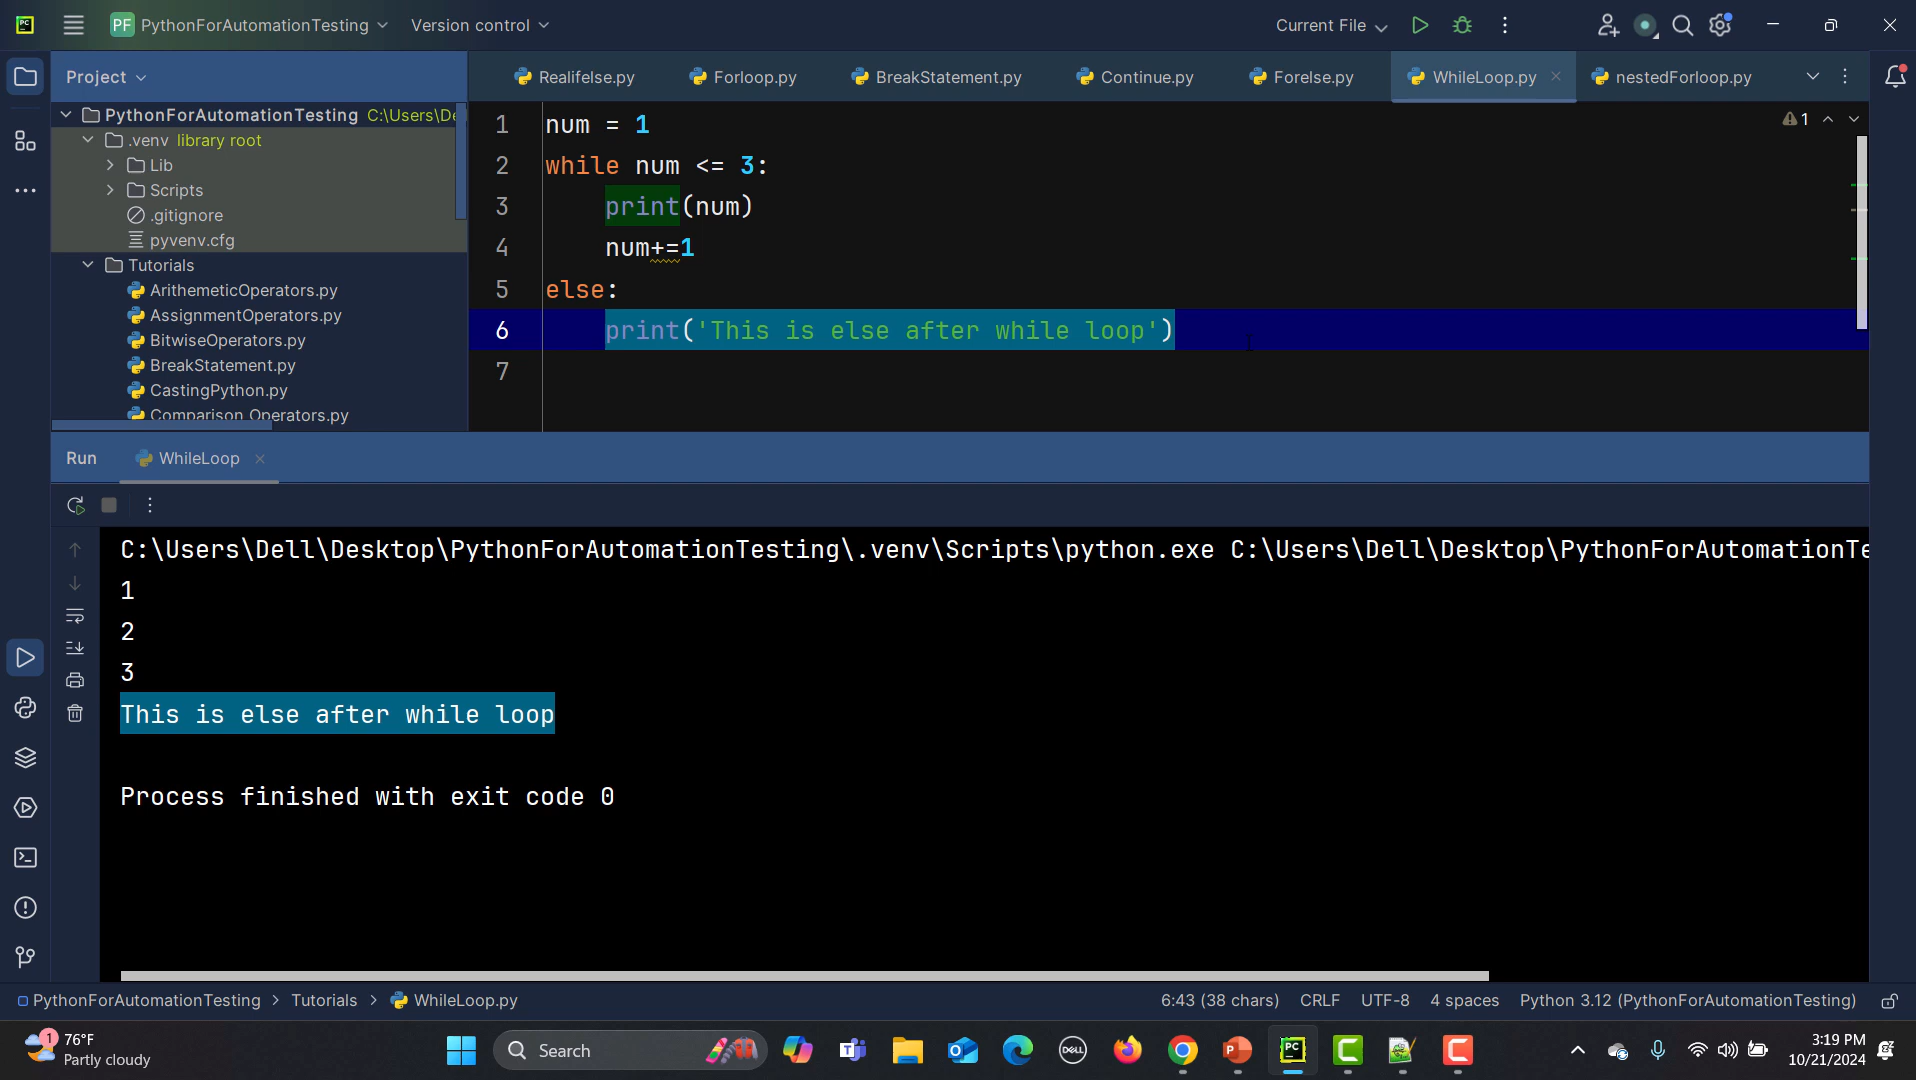 PC PF PythonForAutomationTesting Version control Current File
Project
Realifelse.py Forloop.py BreakStatement.py Continue.py Forelse.py WhileLoop.py nestedForloop.py
PythonForAutomationTesting C:\Users\De
.venv library root
Lib
Scripts
.gitignore
pyvenv.cfg
Tutorials
ArithemeticOperators.py
AssignmentOperators.py
BitwiseOperators.py
BreakStatement.py
CastingPython.py
Comparison_Operators.py
1 num = 1
2 while num <= 3:
3 print(num)
4 num+=1
5 else:
6 print('This is else after while loop')
7
1
Run WhileLoop
C:\Users\Dell\Desktop\PythonForAutomationTesting\.venv\Scripts\python.exe C:\Users\Dell\Desktop\PythonForAutomationTe
1
2
3
This is else after while loop
Process finished with exit code 0
PythonForAutomationTesting > Tutorials > WhileLoop.py 6:43 (38 chars) CRLF UTF-8 4 spaces Python 3.12 (PythonForAutomationTesting)
1 76°F
Partly cloudy
Search
DELL
PC
3:19 PM
10/21/2024